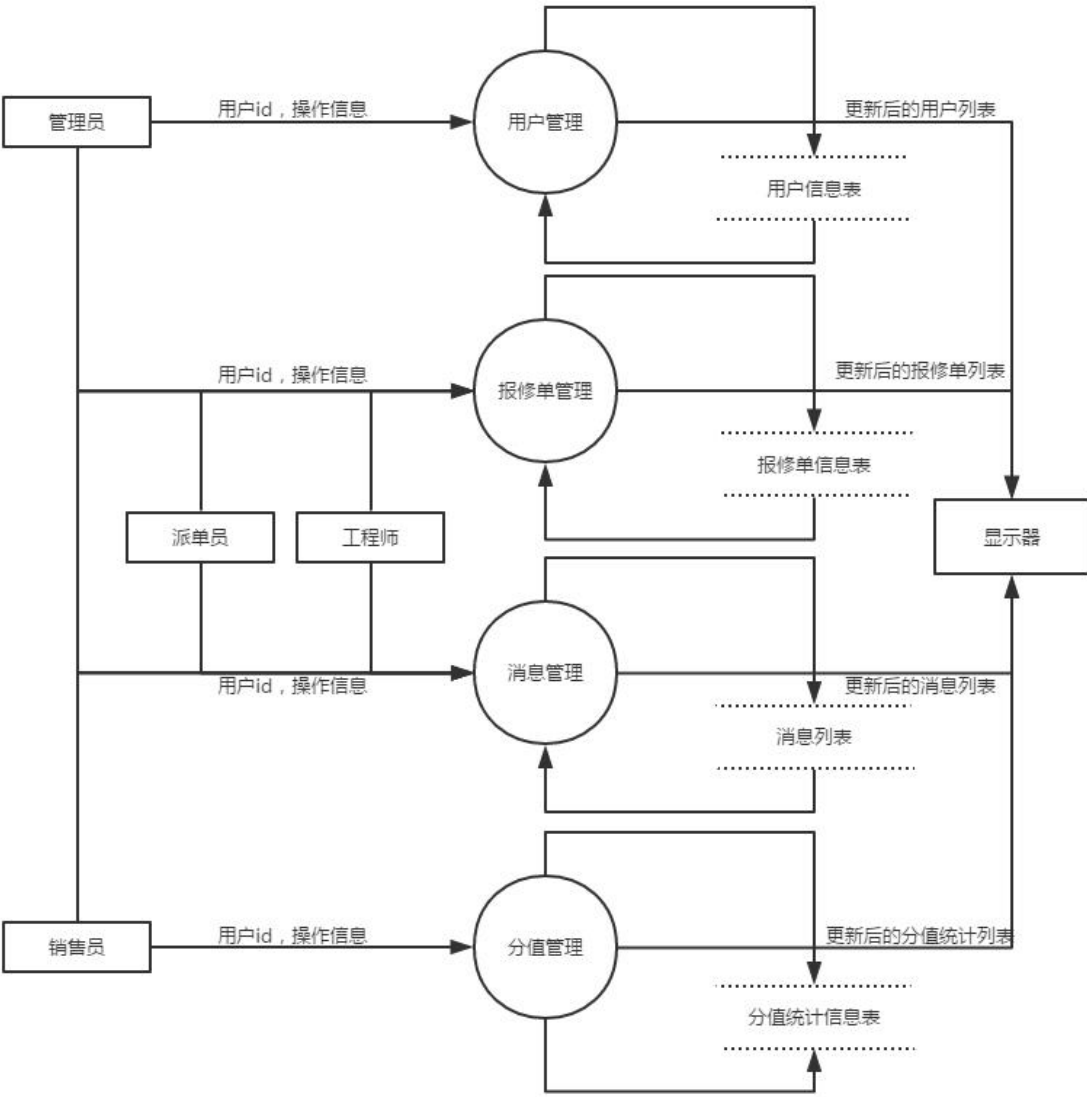 管理员
用户id，操作信息
用户管理
更新后的用户列表
用户信息表
用户id，操作信息
报修单管理
更新后的报修单列表
报修单信息表
派单员
工程师
显示器
用户id，操作信息
消息管理
更新后的消息列表
消息列表
销售员
用户id，操作信息
分值管理
更新后的分值统计列表
分值统计信息表